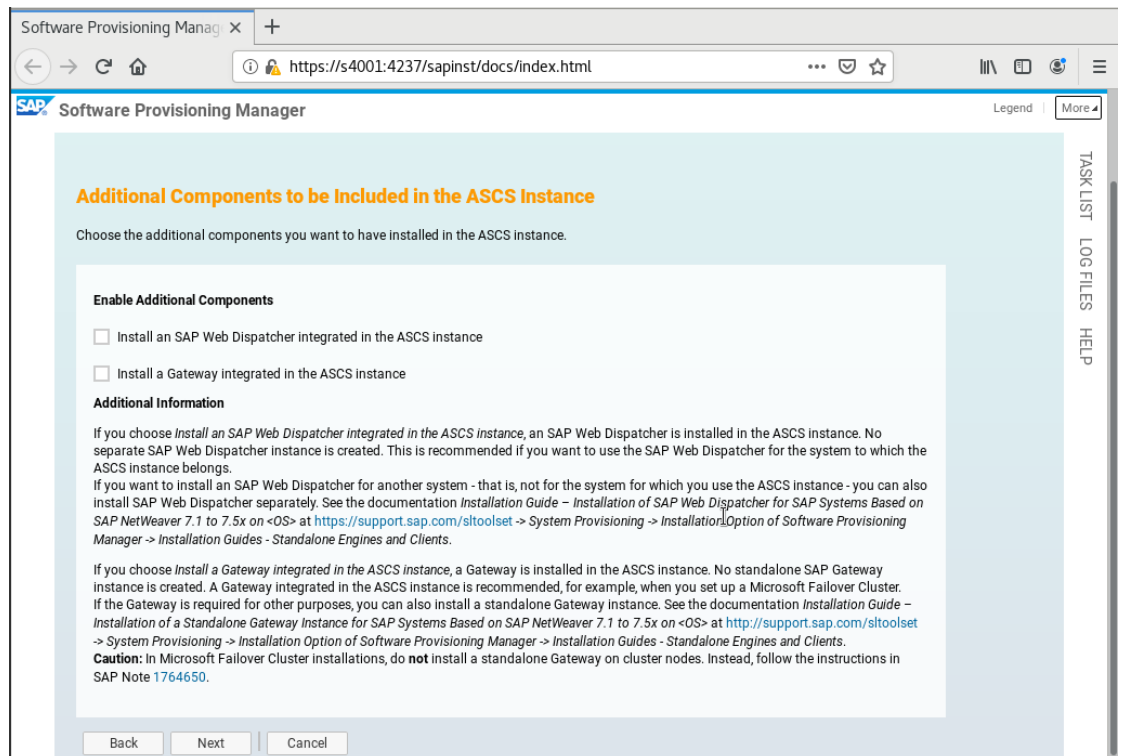 Software Provisioning Manag
https://s4001:4237/sapinst/docs/index.html
SAP Software Provisioning Manager
Legend
More
TASK LIST
LOG FILES
HELP
Additional Components to be Included in the ASCS Instance
Choose the additional components you want to have installed in the ASCS instance.
Enable Additional Components
Install an SAP Web Dispatcher integrated in the ASCS instance
Install a Gateway integrated in the ASCS instance
Additional Information
If you choose Install an SAP Web Dispatcher integrated in the ASCS instance, an SAP Web Dispatcher is installed in the ASCS instance. No
separate SAP Web Dispatcher instance is created. This is recommended if you want to use the SAP Web Dispatcher for the system to which the
ASCS instance belongs.
If you want to install an SAP Web Dispatcher for another system - that is, not for the system for which you use the ASCS instance - you can also
install SAP Web Dispatcher separately. See the documentation Installation Guide – Installation of SAP Web Dispatcher for SAP Systems Based on
SAP NetWeaver 7.1 to 7.5x on <OS> at https://support.sap.com/sltoolset -> System Provisioning -> Installation Option of Software Provisioning
Manager -> Installation Guides - Standalone Engines and Clients.
If you choose Install a Gateway integrated in the ASCS instance, a Gateway is installed in the ASCS instance. No standalone SAP Gateway
instance is created. A Gateway integrated in the ASCS instance is recommended, for example, when you set up a Microsoft Failover Cluster.
If the Gateway is required for other purposes, you can also install a standalone Gateway instance. See the documentation Installation Guide –
Installation of a Standalone Gateway Instance for SAP Systems Based on SAP NetWeaver 7.1 to 7.5x on <OS> at http://support.sap.com/sltoolset
-> System Provisioning -> Installation Option of Software Provisioning Manager -> Installation Guides - Standalone Engines and Clients.
Caution: In Microsoft Failover Cluster installations, do not install a standalone Gateway on cluster nodes. Instead, follow the instructions in
SAP Note 1764650.
Back
Next
Cancel